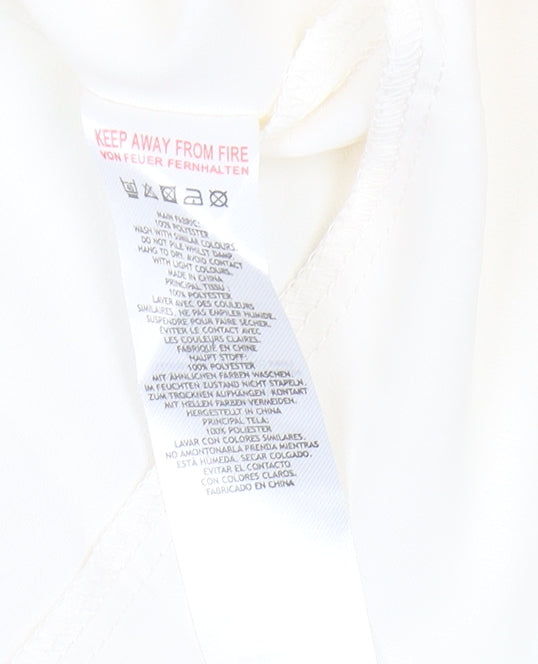 KEEP AWAY FROM FIRE
VON FEUER FERNHALTEN
MAIN FABRIC:
100% POLYESTER
WASH WITH SIMILAR COLOURS.
DO NOT PILE WHILST DAMP.
HANG TO DRY. AVOID CONTACT
WITH LIGHT COLOURS.
MADE IN CHINA
PRINCIPAL TISSU :
100% POLYESTER
LAVER AVEC DES COULEURS
SIMILAIRES. NE PAS EMPILER HUMIDE.
SUSPENDRE POUR FAIRE SÉCHER.
ÉVITER LE CONTACT AVEC
LES COULEURS CLAIRES.
FABRIQUÉ EN CHINE
HAUPT STOFF:
100% POLYESTER
MIT ÄHNLICHEN FARBEN WASCHEN.
IM FEUCHTEN ZUSTAND NICHT STAPELN.
ZUM TROCKNEN AUFHÄNGEN. KONTAKT
MIT HELLEN FARBEN VERMEIDEN.
HERGESTELLT IN CHINA
PRINCIPAL TELA:
100% POLIESTER
LAVAR CON COLORES SIMILARES.
NO AMONTONARLA PRENDA MIENTRAS
ESTÁ HÚMEDA. SECAR COLGADO.
EVITAR EL CONTACTO
CON COLORES CLAROS.
FABRICADO EN CHINA